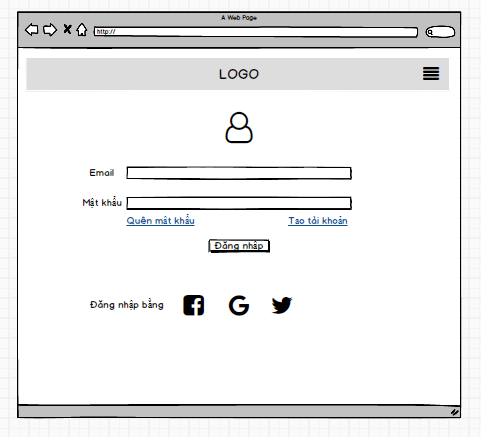 A Web Page
http://
LOGO
Email
Mật khẩu
Quên mật khẩu Tạo tài khoản
Đăng nhập
Đăng nhập bằng